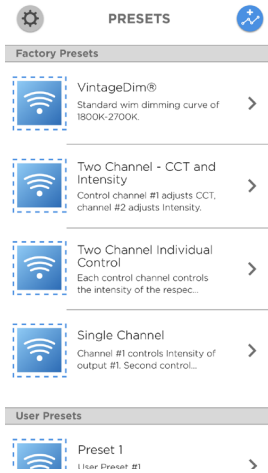 PRESETS
Factory Presets
VintageDim®
Standard wim dimming curve of
1800K-2700K.
Two Channel - CCT and
Intensity
Control channel #1 adjusts CCT,
channel #2 adjusts Intensity.
Two Channel Individual
Control
Each control channel controls
the intensity of the respec...
Single Channel
Channel #1 controls Intensity of
output #1. Second control...
User Presets
Preset 1
User Preset #1